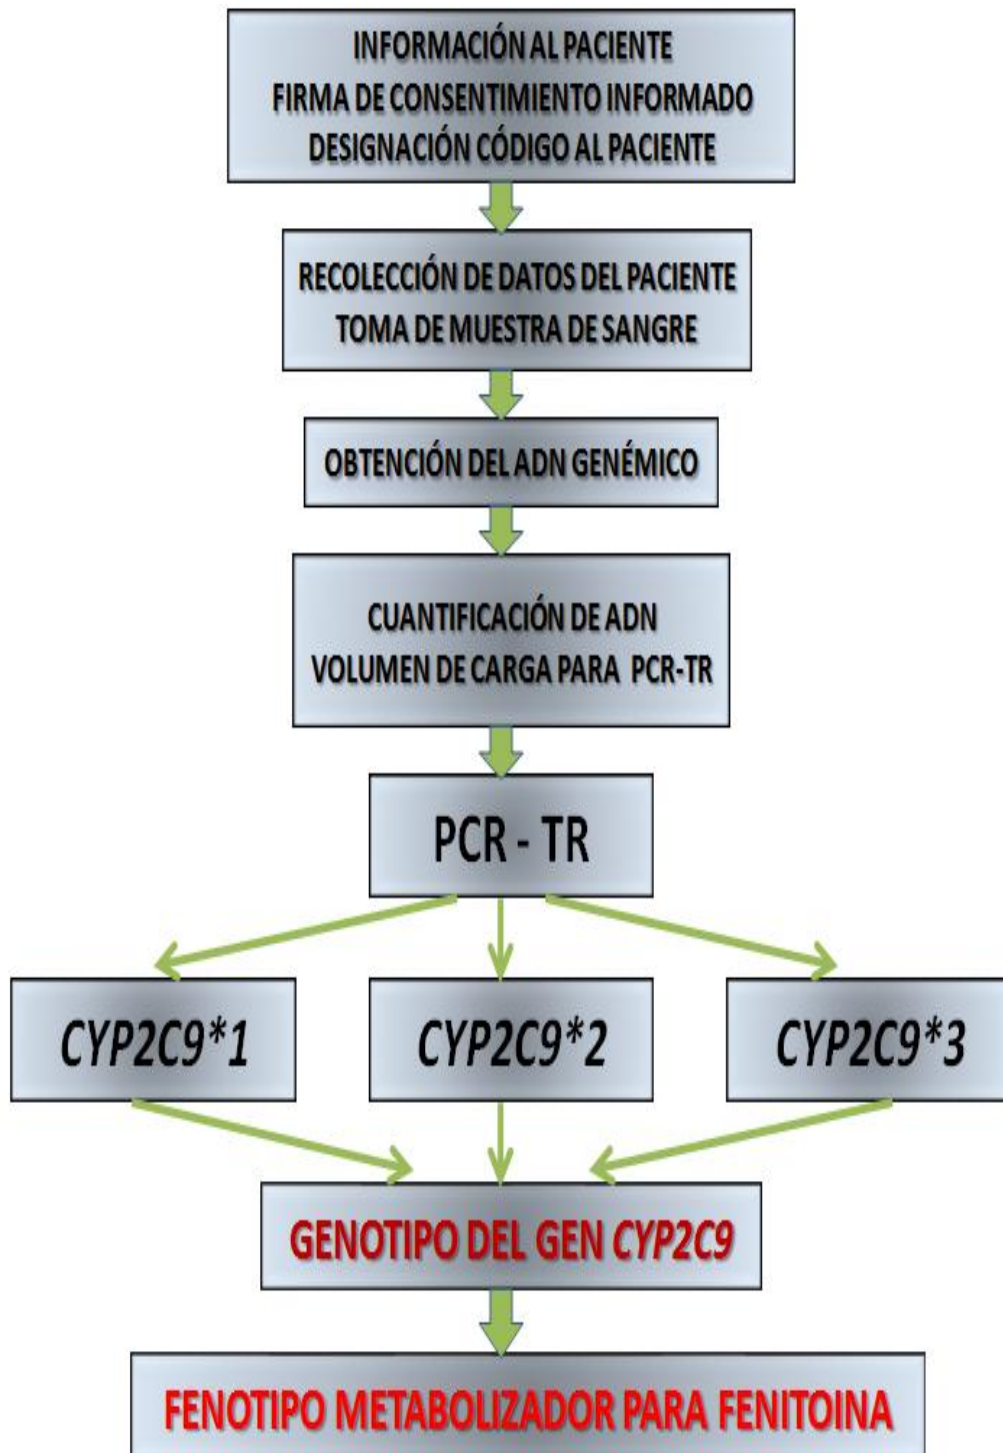 INFORMACIÓN AL PACIENTE
FIRMA DE CONSENTIMIENTO INFORMADO
DESIGNACIÓN CÓDIGO AL PACIENTE
RECOLECCIÓN DE DATOS DEL PACIENTE
TOMA DE MUESTRA DE SANGRE
OBTENCIÓN DEL ADN GENÉMICO
CUANTIFICACIÓN DE ADN
VOLUMEN DE CARGA PARA PCR-TR
PCR - TR
CYP2C9*1 CYP2C9*2 CYP2C9*3
GENOTIPO DEL GEN CYP2C9
FENOTIPO METABOLIZADOR PARA FENITOINA